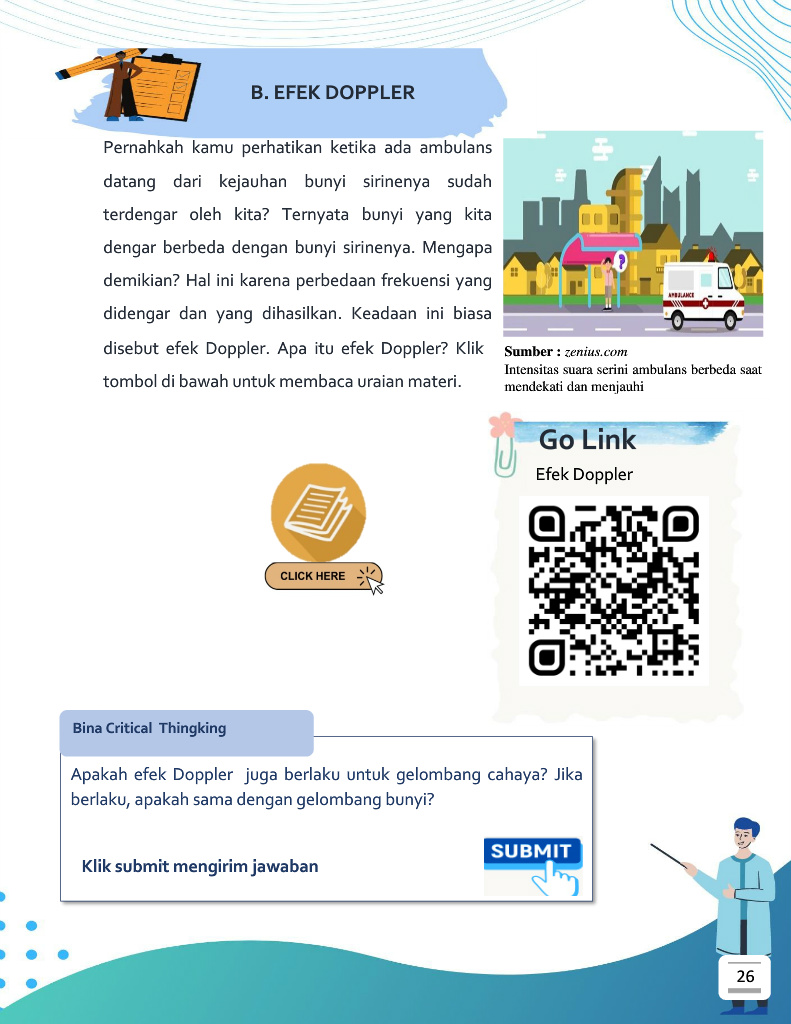 B. EFEK DOPPLER
Pernahkah kamu perhatikan ketika ada ambulans
datang dari kejauhan bunyi sirinenya sudah
terdengar oleh kita? Ternyata bunyi yang kita
dengar berbeda dengan bunyi sirinenya. Mengapa
demikian? Hal ini karena perbedaan frekuensi yang
didengar dan yang dihasilkan. Keadaan ini biasa
disebut efek Doppler. Apa itu efek Doppler? Klik
tombol di bawah untuk membaca uraian materi.
?
AMBULANCE
Sumber : zenius.com
Intensitas suara serini ambulans berbeda saat
mendekati dan menjauhi
Go Link
Efek Doppler
CLICK HERE
Bina Critical Thingking
Apakah efek Doppler juga berlaku untuk gelombang cahaya? Jika
berlaku, apakah sama dengan gelombang bunyi?
Klik submit mengirim jawaban
SUBMIT
26